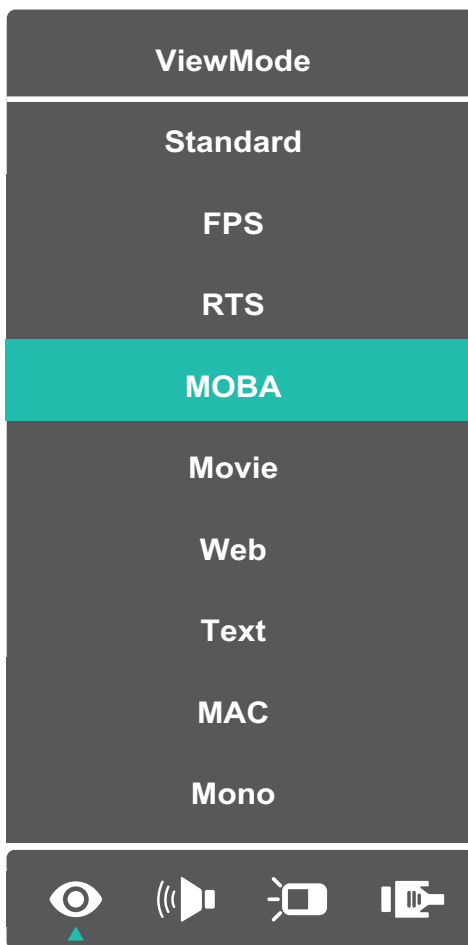 ViewMode
Standard
FPS
RTS
MOBA
Movie
Web
Text
MAC
Mono